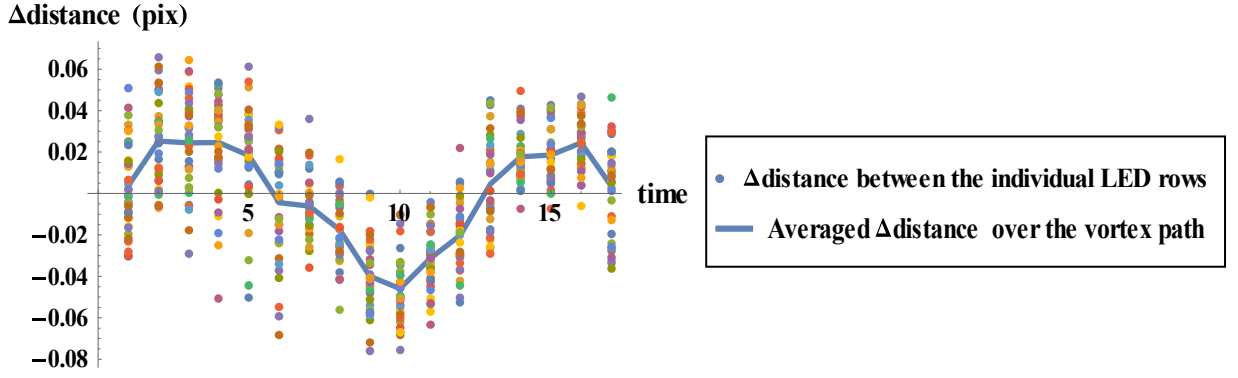 Δdistance (pix)
0.06
0.04
0.02
−0.02
−0.04
−0.06
−0.08
5
10
15
time
Δdistance between the individual LED rows
Averaged Δdistance over the vortex path